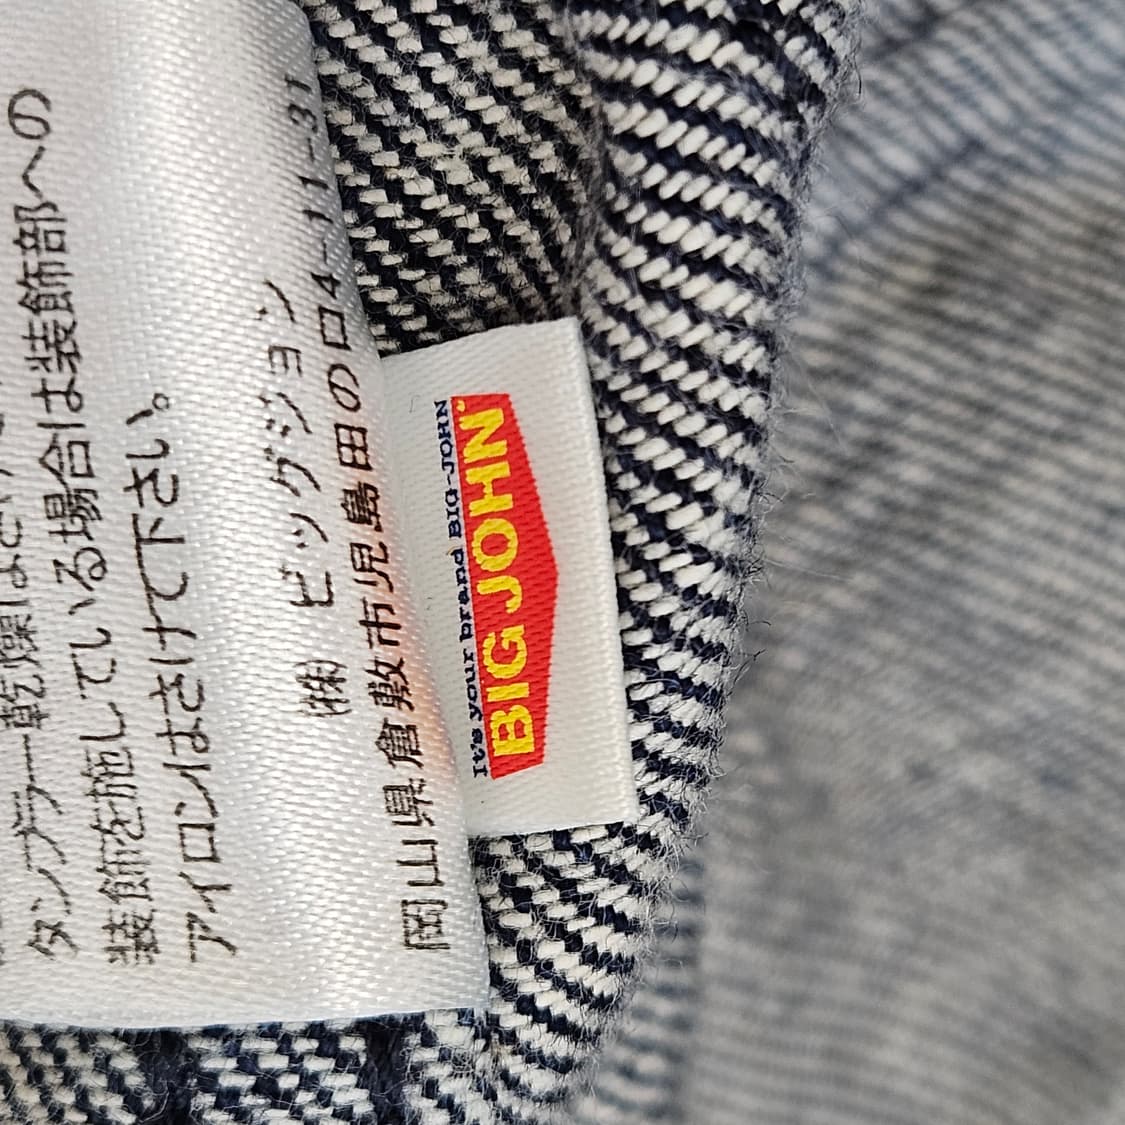 タンブラー乾燥はお
装飾を施している場合は装飾部への
アイロンはさけて下さい。
㈱ ビッグジョン
岡山県倉敷市児島田の口4-11-31
It's your brand BIG-JOHN
BIG JOHN